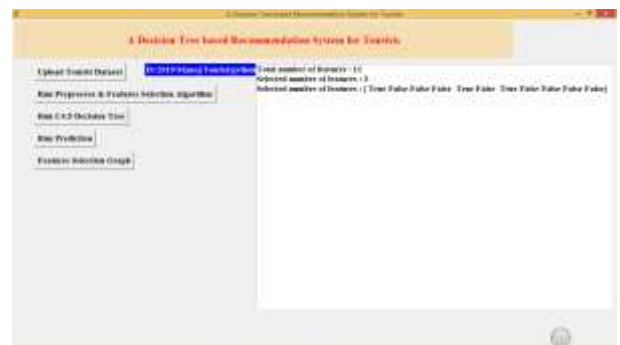 A Decision Tree based Recommendation System for Tourists
A Decision Tree based Recommendation System for Tourists
Upload Tourist Dataset
Total number of features : 11
Selected number of features : 3
Selected number of features : [ True False False False True False True False False False False]
Run Preprocess & Features Selection Algorithm
Run C4.5 Decision Tree
Run Prediction
Features Selection Graph